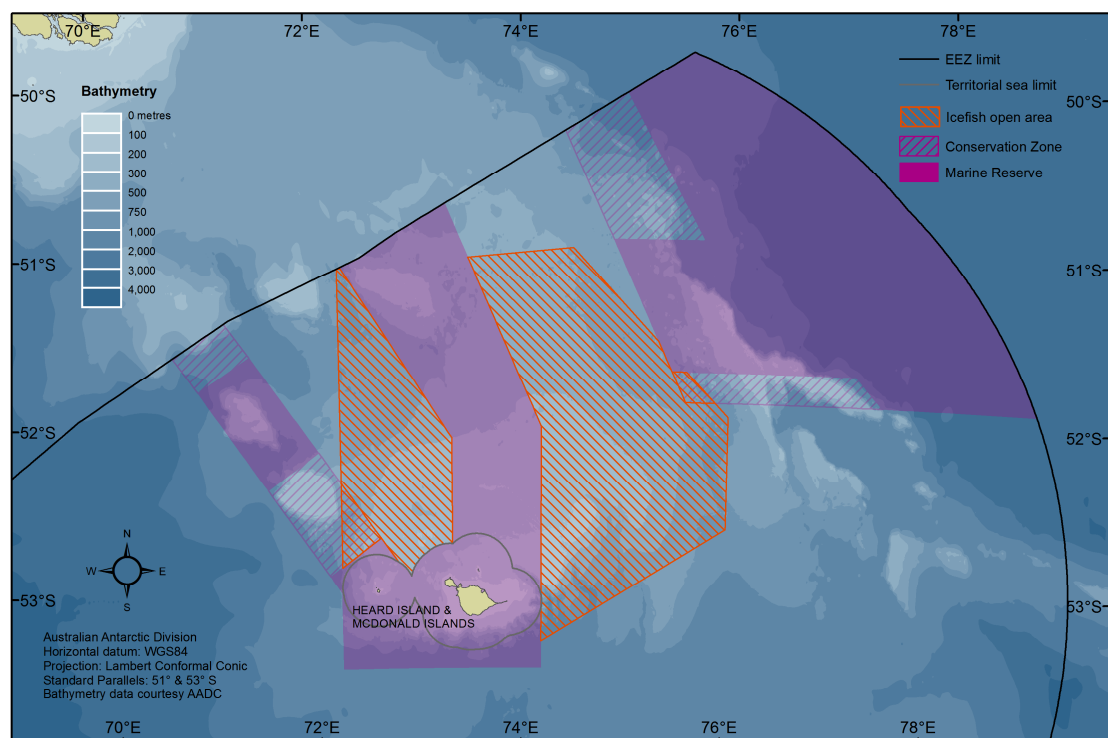 70°E 72°E 74°E 76°E 78°E
50°S
50°S
51°S
51°S
52°S
52°S
53°S
53°S
Bathymetry
0 metres
100
200
300
500
750
1,000
2,000
3,000
4,000
EEZ limit
Territorial sea limit
Icefish open area
Conservation Zone
Marine Reserve
N
W E
S
HEARD ISLAND &
MCDONALD ISLANDS
Australian Antarctic Division
Horizontal datum: WGS84
Projection: Lambert Conformal Conic
Standard Parallels: 51° & 53° S
Bathymetry data courtesy AADC
70°E 72°E 74°E 76°E 78°E